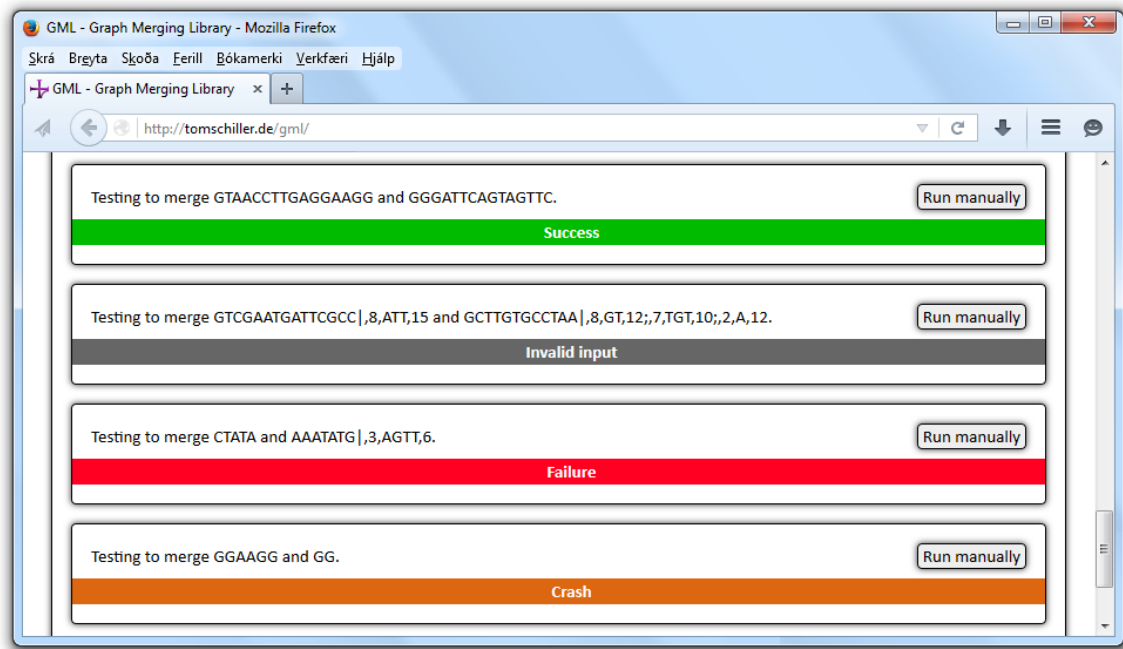 GML - Graph Merging Library - Mozilla Firefox
Skrá Breyta Skoða Ferill Bókamerki Verkfæri Hjálp
GML - Graph Merging Library × +
http://tomschiller.de/gml/
Testing to merge GTAACCTTGAGGAAGG and GGGATTCAGTAGTTC. Run manually
Success
Testing to merge GTCGAATGATTCGCC|,8,ATT,15 and GCTTGTGCCTAA|,8,GT,12;,7,TGT,10;,2,A,12. Run manually
Invalid input
Testing to merge CTATA and AAATATG|,3,AGTT,6. Run manually
Failure
Testing to merge GGAAGG and GG. Run manually
Crash